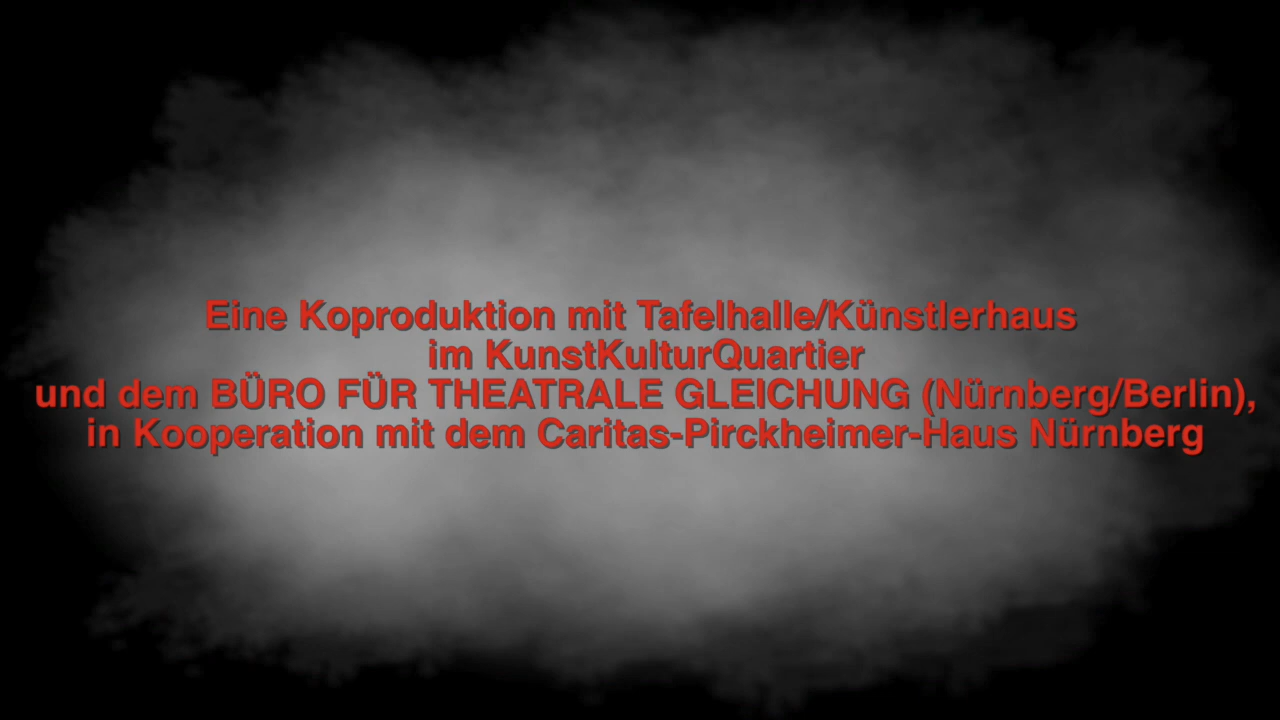 Eine Koproduktion mit Tafelhalle/Künstlerhaus
im KunstKulturQuartier
und dem BÜRO FÜR THEATRALE GLEICHUNG (Nürnberg/Berlin),
in Kooperation mit dem Caritas-Pirckheimer-Haus Nürnberg